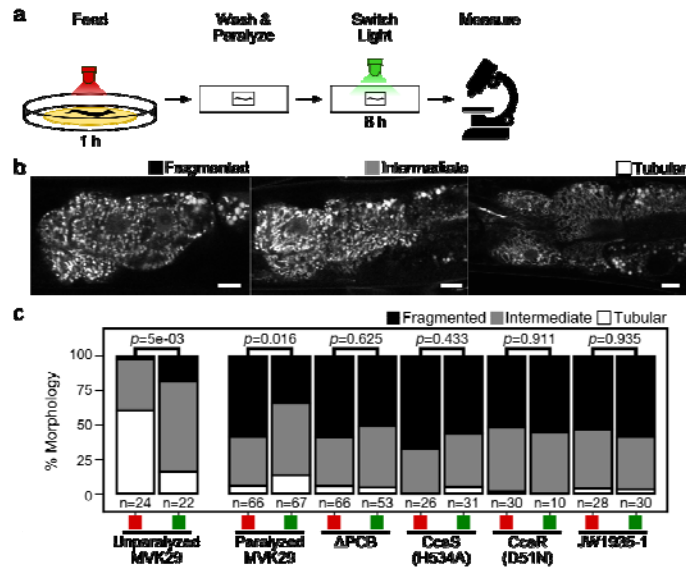 a
Feed
Wash &
Paralyze
Switch
Light
Measure
1 h
8 h
b
Fragmented Intermediate Tubular
c
Fragmented Intermediate Tubular
p=5e-03 p=0.016 p=0.625 p=0.433 p=0.911 p=0.935
100
75
50
25
0
% Morphology
n=24 n=22 n=66 n=67 n=66 n=53 n=26 n=31 n=30 n=10 n=28 n=30
Unparalyzed
MVK29
Paralyzed
MVK29
ΔPCB
CcaS
(H534A)
CcaR
(D51N)
JW1935-1